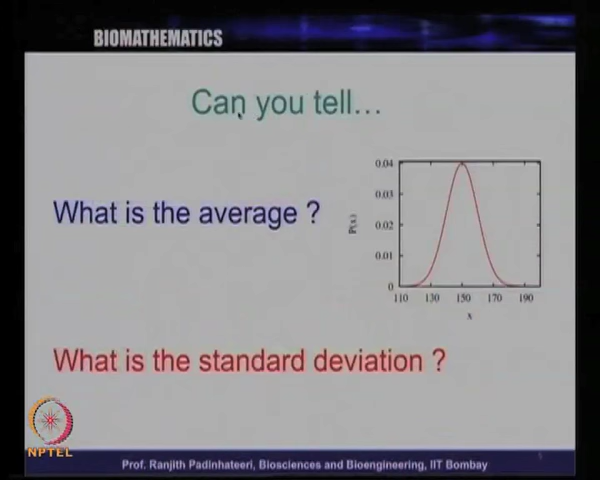 BIOMATHEMATICS
Can you tell...
What is the average ?
0.04
0.03
0.02
0.01
0
P(x)
110 130 150 170 190
x
What is the standard deviation ?
NPTEL
Prof. Ranjith Padinhateeri, Biosciences and Bioengineering, IIT Bombay